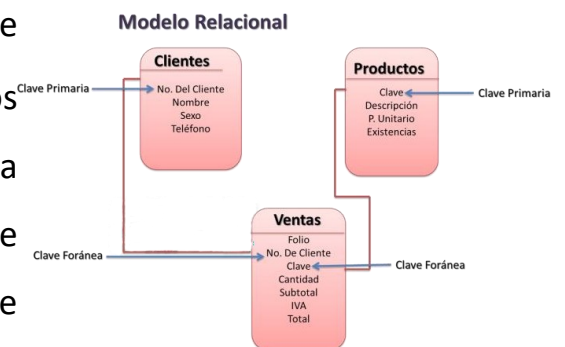 e
Modelo Relacional
Clientes
No. Del Cliente
Nombre
Sexo
Teléfono
Clave Primaria
os
Productos
Clave
Descripción
P. Unitario
Existencias
Clave Primaria
a
Ventas
Folio
No. De Cliente
Clave
Cantidad
Subtotal
IVA
Total
e
Clave Foránea
Clave Foránea
e